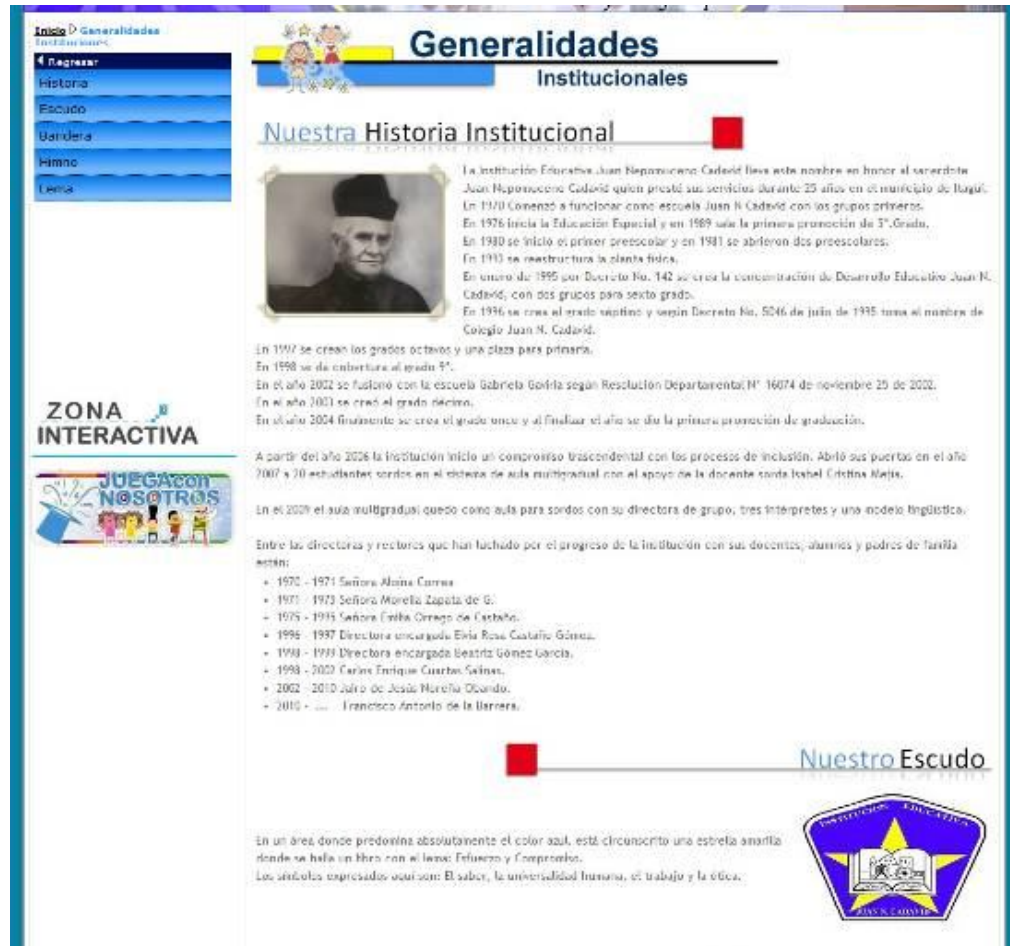 Inicio ▷ Generalidades
Instituciones
Regresar
Historia
Escudo
Bandera
Himno
Lema
ZONA
INTERACTIVA
JUEGAcon
NOSOTROS
Generalidades
Institucionales
Nuestra Historia Institucional
La Institución Educativa Juan Nepomuceno Cadavid lleva este nombre en honor al sacerdote
Juan Nepomuceno Cadavid quien prestó sus servicios durante 25 años en el municipio de Itagüí.
En 1970 Comenzó a funcionar como escuela Juan N Cadavid con los grupos primeros.
En 1976 inicia la Educación Especial y en 1989 sale la primera promoción de 5°.Grado.
En 1980 se inicio el primer preescolar y en 1981 se abrieron dos preescolares.
En 1993 se reestructura la planta física.
En enero de 1995 por Decreto No. 142 se crea la concentración de Desarrollo Educativo Juan N.
Cadavid, con dos grupos para sexto grado.
En 1996 se crea el grado séptimo y según Decreto No. 5046 de julio de 1995 toma el nombre de
Colegio Juan N. Cadavid.
En 1997 se crean los grados octavos y una plaza para primaria.
En 1998 se da cobertura al grado 9°.
En el año 2002 se fusionó con la escuela Gabriela Gaviria según Resolución Departamental N° 16074 de noviembre 25 de 2002.
En el año 2003 se creó el grado décimo.
En el año 2004 finalmente se crea el grado once y al finalizar el año se dio la primera promoción de graduación.
A partir del año 2006 la institución inicio un compromiso trascendental con los procesos de inclusión. Abrió sus puertas en el año
2007 a 20 estudiantes sordos en el sistema de aula multigradual con el apoyo de la docente sorda Isabel Cristina Mejía.
En el 2009 el aula multigradual quedo como aula para sordos con su directora de grupo, tres intérpretes y una modelo lingüística.
Entre las directoras y rectores que han luchado por el progreso de la institución con sus docentes, alumnos y padres de familia
están:
1970 - 1971 Señora Correa
1971 - 1973 Señora Morelia Zapata de G.
1975 - 1995 Señora Emilia Orrego de Castaño.
1996 - 1997 Directora encargada Elvia Rosa Castaño Gómez.
1998 - 1999 Directora encargada Beatriz Gómez García.
1998 - 2002 Carlos Enrique Cuartas Salinas.
2002 - 2010 Jairo de Jesús Noreña Obando.
2010 - ... Francisco Antonio de la Barrera.
Nuestro Escudo
En un área donde predomina absolutamente el color azul, está circunscrito una estrella amarilla
donde se halla un libro con el lema: Esfuerzo y Compromiso.
Los símbolos expresados aquí son: El saber, la universalidad humana, el trabajo y la ética.
INSTITUCION EDUCATIVA
JUAN N. CADAVID